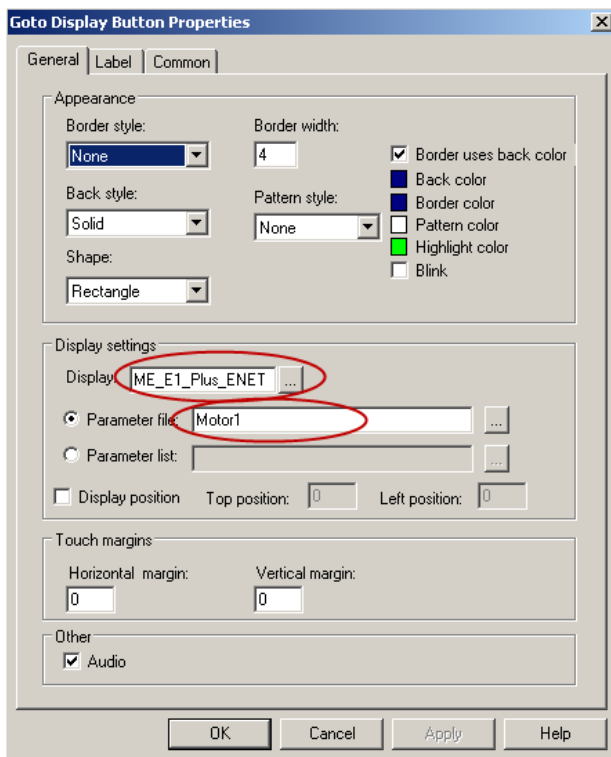 Goto Display Button Properties
General Label Common
Appearance
Border style:
Border width:
None
4
Border uses back color
Back color
Back style:
Pattern style:
Border color
Solid
None
Pattern color
Highlight color
Shape:
Blink
Rectangle
Display settings
Display: ME_E1_Plus_ENET ...
Parameter file: Motor1 ...
Parameter list: ...
Display position Top position: 0 Left position: 0
Touch margins
Horizontal margin: Vertical margin:
0 0
Other
Audio
OK Cancel Apply Help